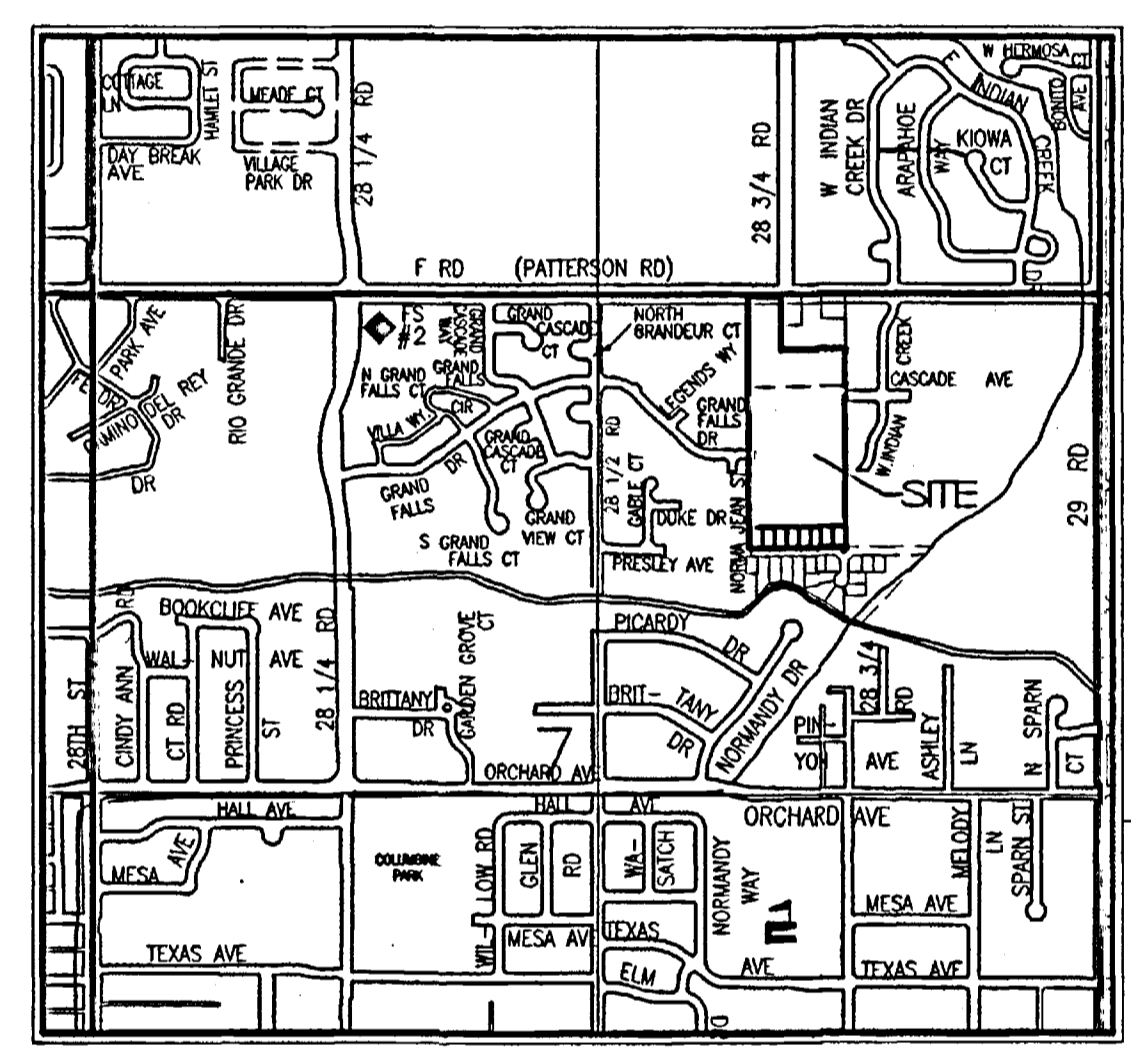 COTTAGE
LN
HAMLET ST
MEADE CT
28 1/4 RD
DAY BREAK
AVE
VILLAGE
PARK DR
28 3/4 RD
W INDIAN
CREEK DR
ARAPAHOE
WAY
E INDIAN
CREEK
DR
KIOWA
CT
W HERMOSA CT
BONITO
AVE
F RD (PATTERSON RD)
PARK AVE
FE DR
CAMINO DEL REY
DR
DR
RIO GRANDE DR
FS
#2
GRAND
CASCADE
WAY
GRAND
CASCADE
CT
NORTH
GRANDEUR CT
N GRAND
FALLS CT
GRAND
FALLS
CIR
VILLA WY
LEGENDS WY
GRAND
FALLS
DR
CREEK
CASCADE AVE
W. INDIAN
GRAND
CASCADE
CT
GRAND
FALLS
DR
S GRAND
FALLS CT
GRAND
VIEW CT
28 1/2 RD
GABLE CT
DUKE DR
PRESLEY AVE
NORMA JEAN ST
SITE
29 RD
BOOKCLIFF AVE
RD
28TH ST
CINDY ANN
WAL-
NUT
AVE
CT RD
PRINCESS
ST
28 1/4 RD
BRITTANY
DR
GARDEN GROVE
CT
7
PICARDY
DR
BRIT-
TANY
DR
NORMANDY DR
PIN-
YON
AVE
28 3/4
RD
ASHLEY
LN
N SPARN
CT
ORCHARD AVE
HALL AVE
MESA
AVE
COLUMBINE
PARK
HALL AVE
WIL-
LOW RD
GLEN
RD
WA-
SATCH
NORMANDY
WAY
ORCHARD AVE
MELODY
LN
SPARN ST
MESA AVE
MESA AVE
TEXAS AVE
TEXAS
AVE
ELM
DR
TEXAS AVE